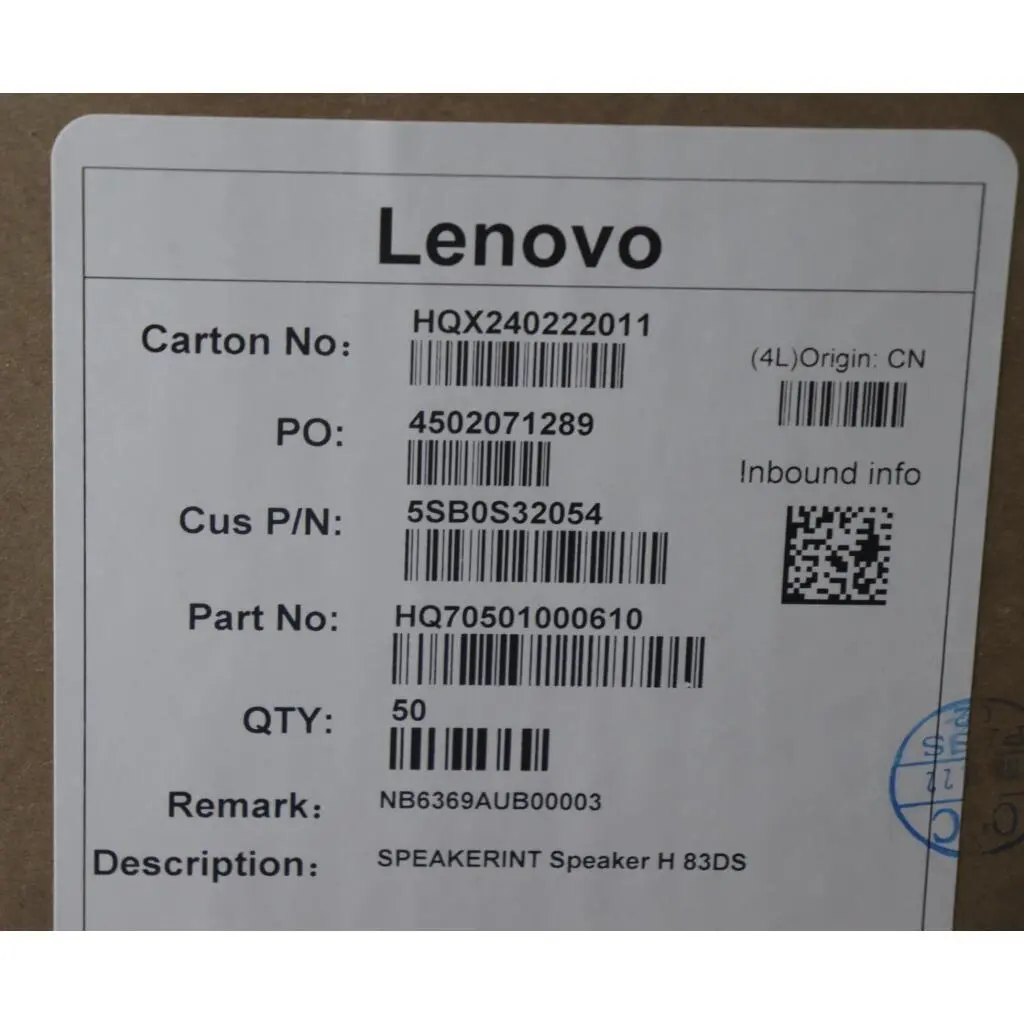 Lenovo
Carton No: HQX240222011
(4L)Origin: CN
PO: 4502071289
Inbound info
Cus P/N: 5SB0S32054
Part No: HQ70501000610
QTY: 50
Remark: NB6369AUB00003
Description: SPEAKERINT Speaker H 83DS